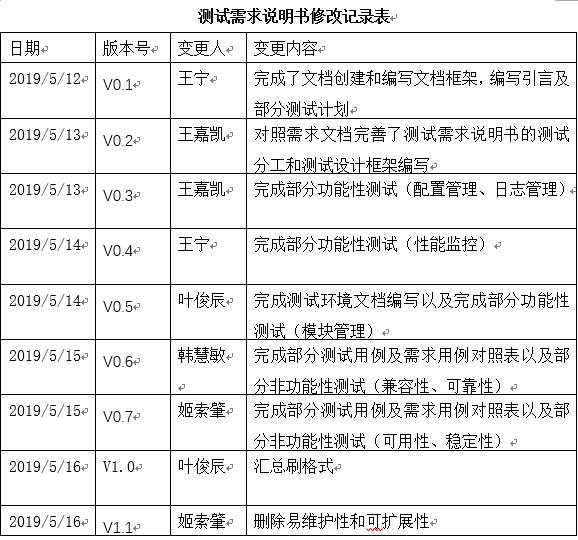 测试需求说明书修改记录表
日期 版本号 变更人 变更内容
2019/5/12 V0.1 王宁 完成了文档创建和编写文档框架，编写引言及
部分测试计划
2019/5/13 V0.2 王嘉凯 对照需求文档完善了测试需求说明书的测试
分工和测试设计框架编写
2019/5/13 V0.3 王嘉凯 完成部分功能性测试（配置管理、日志管理）
2019/5/14 V0.4 王宁 完成部分功能性测试（性能监控）
2019/5/14 V0.5 叶俊辰 完成测试环境文档编写以及完成部分功能性
测试（模块管理）
2019/5/15 V0.6 韩慧敏 完成部分测试用例及需求用例对照表以及部
分非功能性测试（兼容性、可靠性）
2019/5/15 V0.7 姬索肇 完成部分测试用例及需求用例对照表以及部
分非功能性测试（可用性、稳定性）
2019/5/16 V1.0 叶俊辰 汇总刷格式
2019/5/16 V1.1 姬索肇 删除易维护性和可扩展性